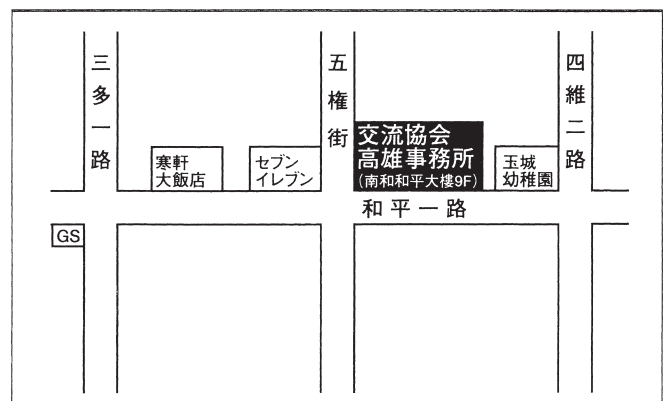 三多一路
五権街
四維二路
寒軒
大飯店
セブン
イレブン
交流協会
高雄事務所
(南和和平大樓9F)
玉城
幼稚園
和平一路
GS